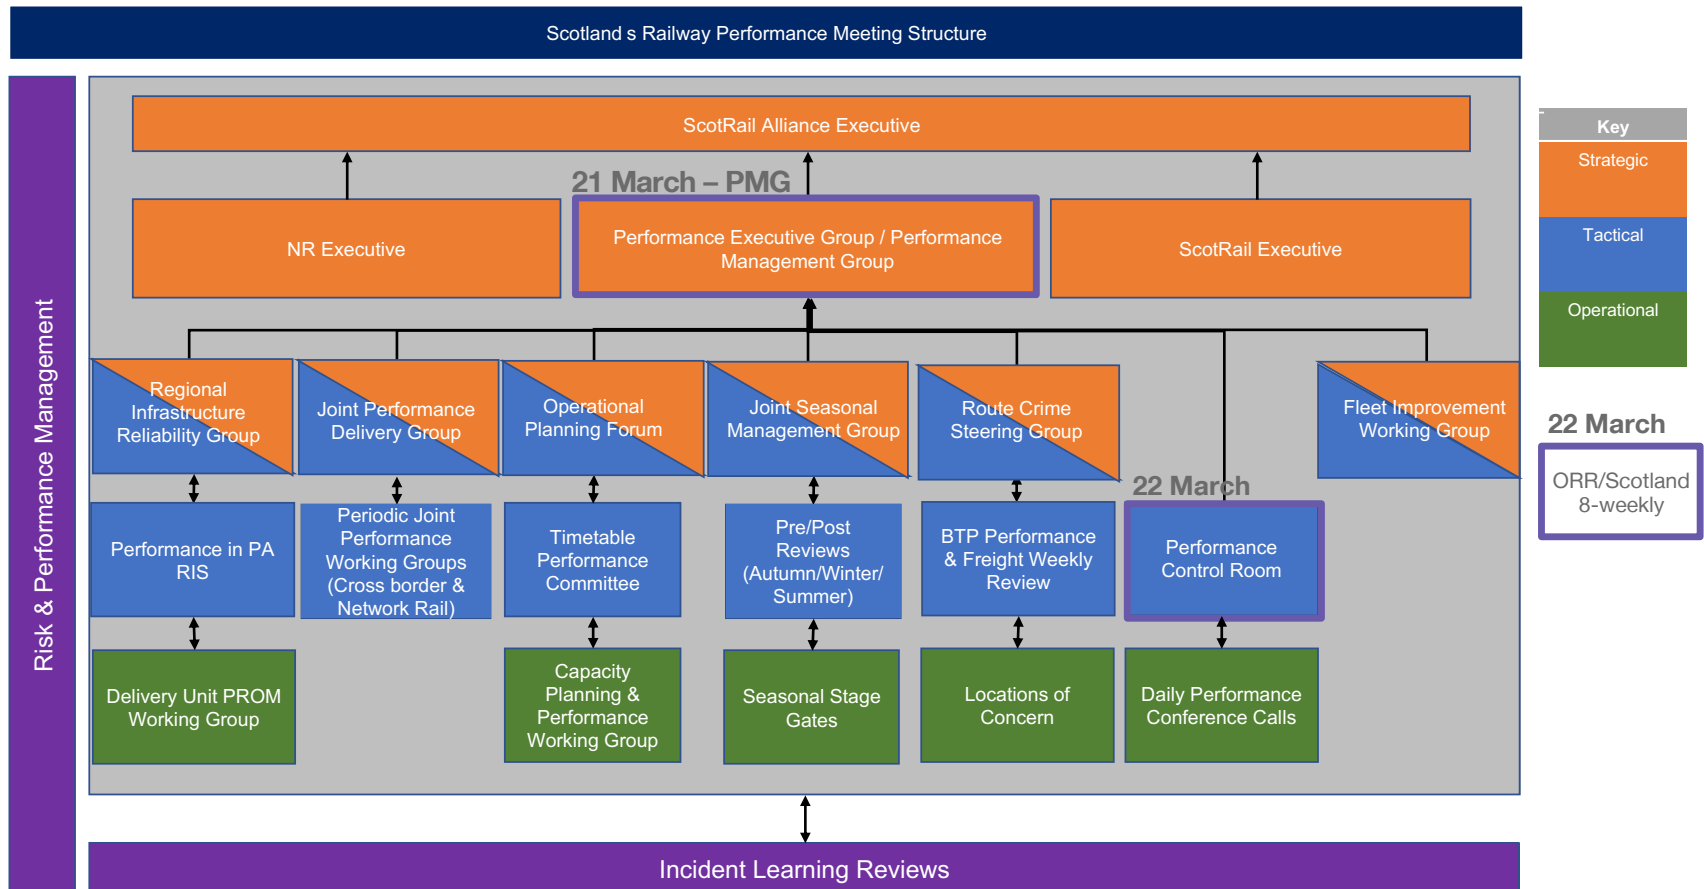 Scotland s Railway Performance Meeting Structure
Risk & Performance Management
ScotRail Alliance Executive
21 March – PMG
NR Executive
Performance Executive Group / Performance
Management Group
ScotRail Executive
Regional
Infrastructure
Reliability Group
Joint Performance
Delivery Group
Operational
Planning Forum
Joint Seasonal
Management Group
Route Crime
Steering Group
Fleet Improvement
Working Group
22 March
Performance in PA
RIS
Periodic Joint
Performance
Working Groups
(Cross border &
Network Rail)
Timetable
Performance
Committee
Pre/Post
Reviews
(Autumn/Winter/
Summer)
BTP Performance
& Freight Weekly
Review
Performance
Control Room
Delivery Unit PROM
Working Group
Capacity
Planning &
Performance
Working Group
Seasonal Stage
Gates
Locations of
Concern
Daily Performance
Conference Calls
Incident Learning Reviews
Key
Strategic
Tactical
Operational
22 March
ORR/Scotland
8-weekly